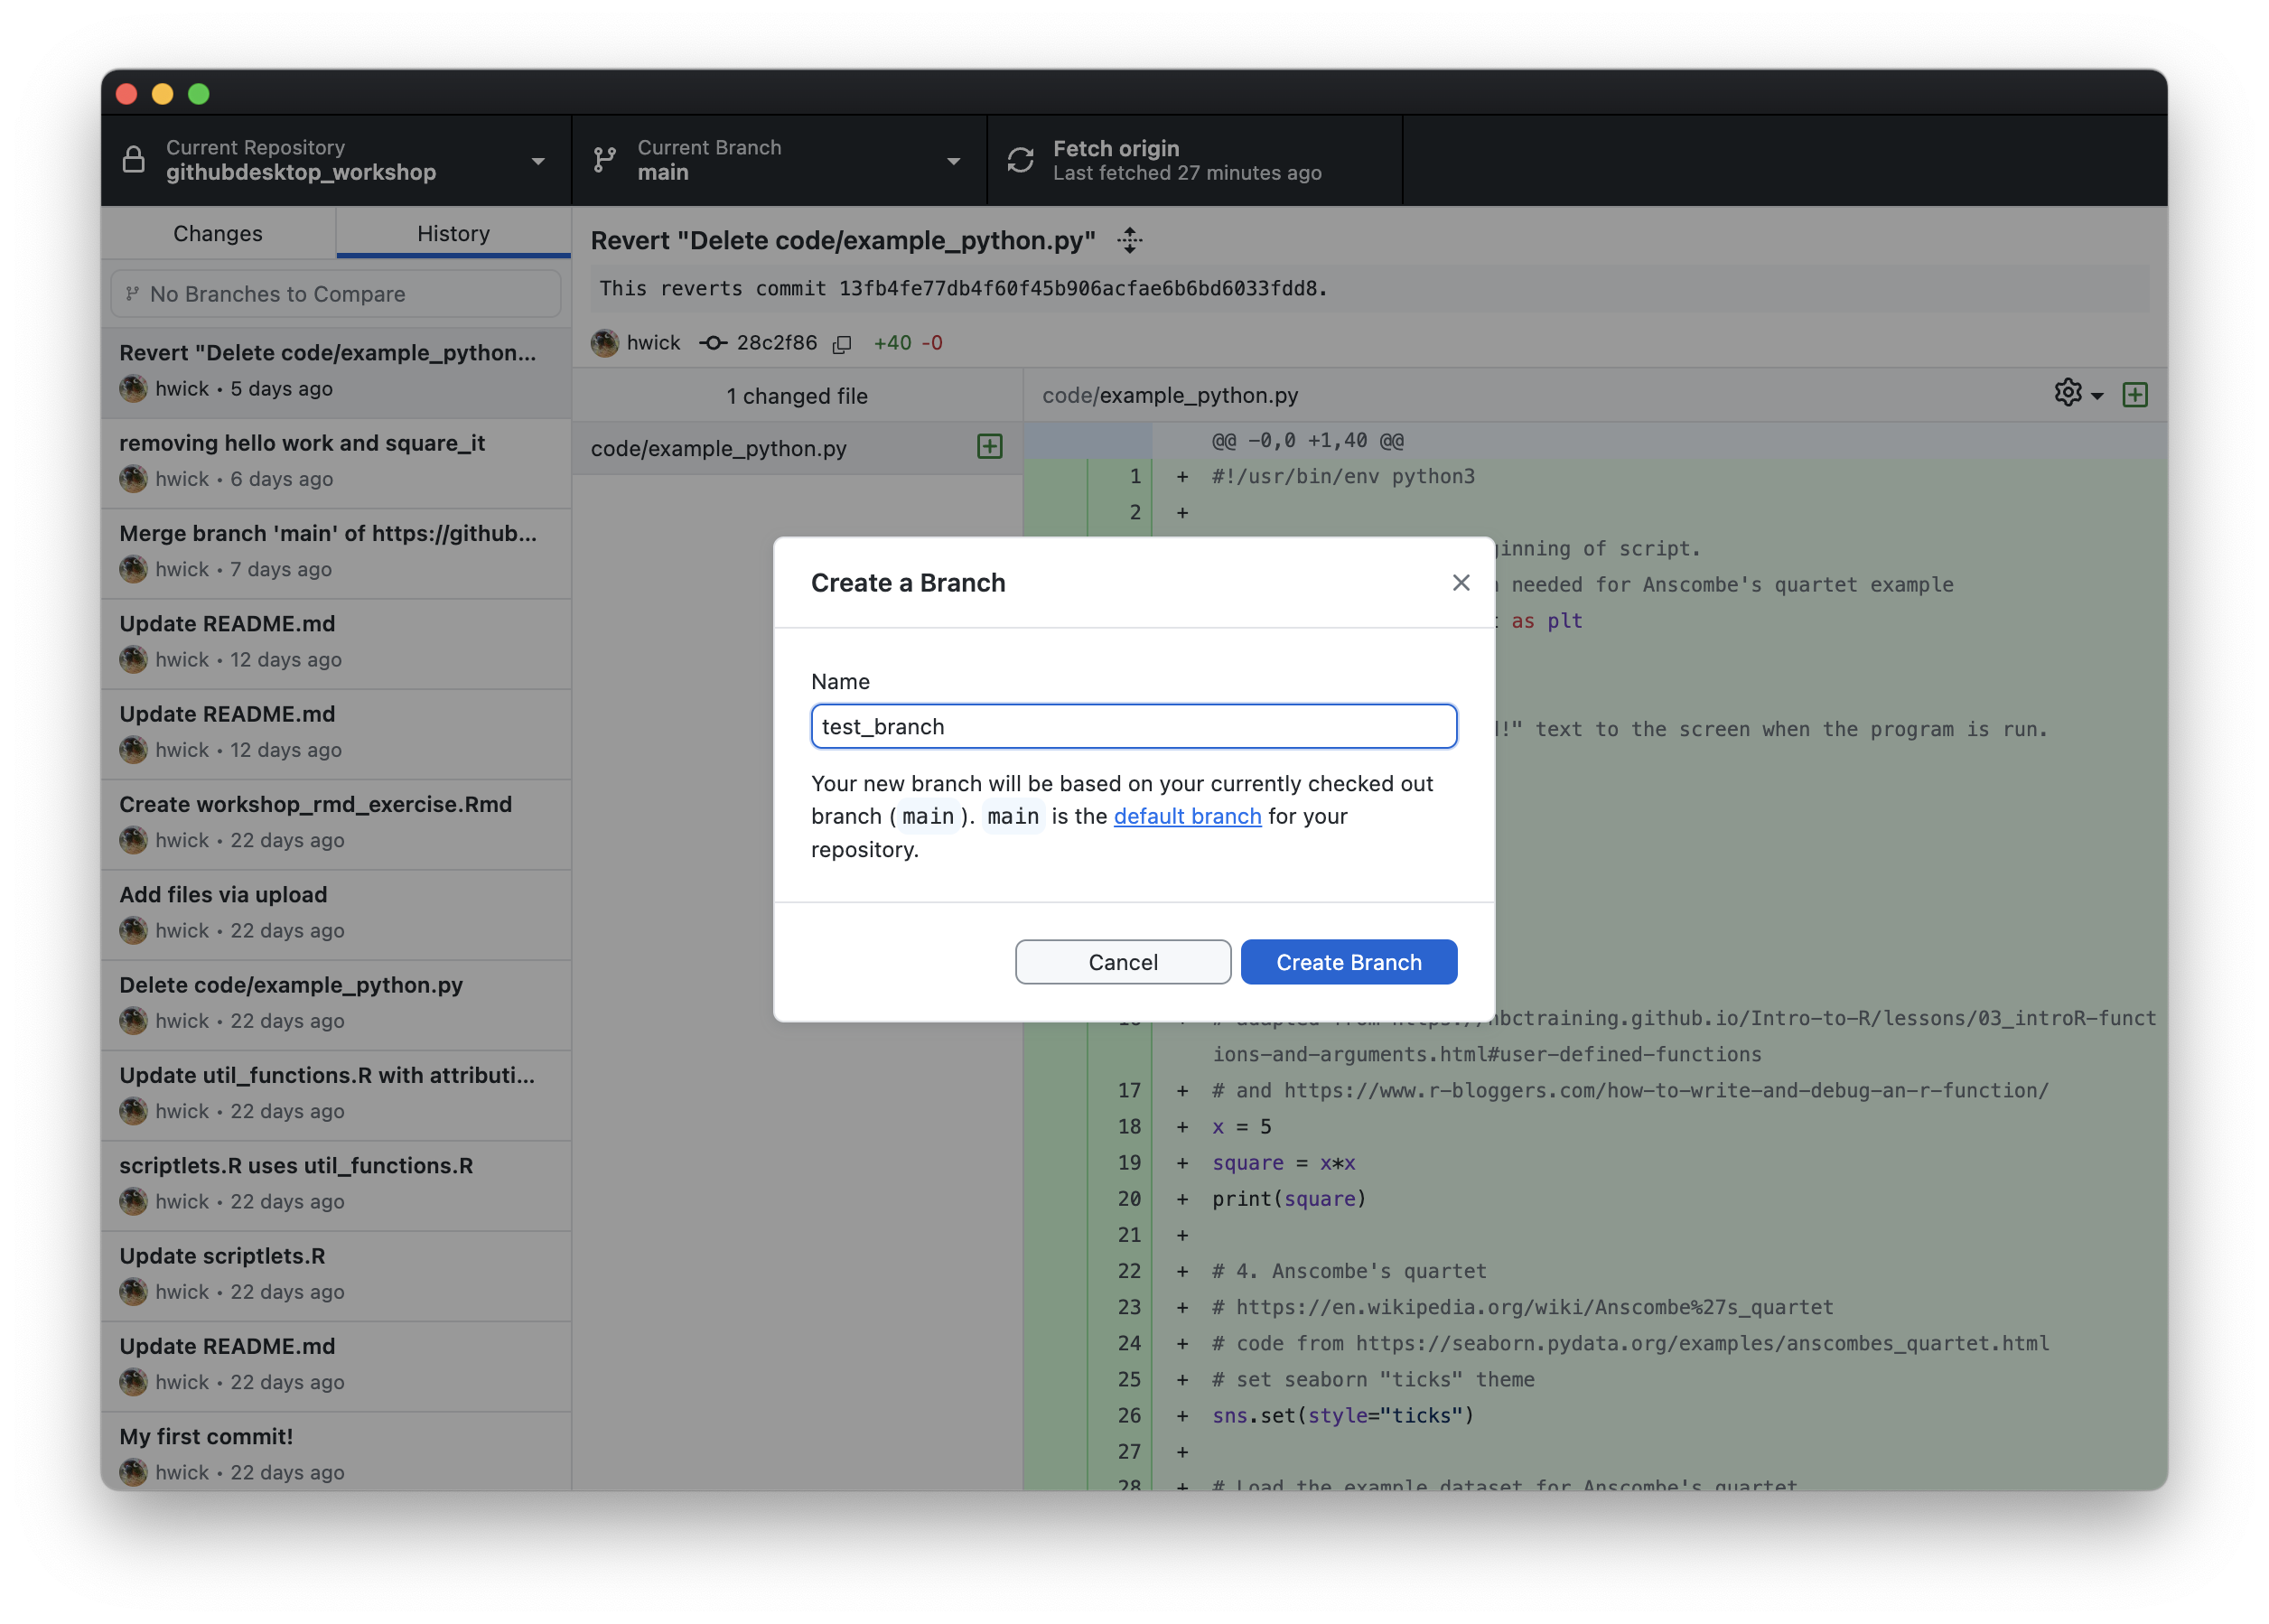 Current Repository
githubdesktop_workshop
Current Branch
main
Fetch origin
Last fetched 27 minutes ago
Changes
History
No Branches to Compare
Revert "Delete code/example_python...
hwick • 5 days ago
removing hello work and square_it
hwick • 6 days ago
Merge branch 'main' of https://github...
hwick • 7 days ago
Update README.md
hwick • 12 days ago
Update README.md
hwick • 12 days ago
Create workshop_rmd_exercise.Rmd
hwick • 22 days ago
Add files via upload
hwick • 22 days ago
Delete code/example_python.py
hwick • 22 days ago
Update util_functions.R with attributi...
hwick • 22 days ago
scriptlets.R uses util_functions.R
hwick • 22 days ago
Update scriptlets.R
hwick • 22 days ago
Update README.md
hwick • 22 days ago
My first commit!
hwick • 22 days ago
Revert "Delete code/example_python.py"
This reverts commit 13fb4fe77db4f60f45b906acfae6b6bd6033fdd8.
hwick 28c2f86 +40 -0
1 changed file
code/example_python.py
code/example_python.py
@@ -0,0 +1,40 @@
1 + #!/usr/bin/env python3
2 +
ginning of script.
needed for Anscombe's quartet example
as plt
!" text to the screen when the program is run.
Create a Branch
Name
test_branch
Your new branch will be based on your currently checked out
branch (main). main is the default branch for your
repository.
Cancel
Create Branch
16 + # adapted from https://hbctraining.github.io/Intro-to-R/lessons/03_introR-funct
ions-and-arguments.html#user-defined-functions
17 + # and https://www.r-bloggers.com/how-to-write-and-debug-an-r-function/
18 + x = 5
19 + square = x*x
20 + print(square)
21 +
22 + # 4. Anscombe's quartet
23 + # https://en.wikipedia.org/wiki/Anscombe%27s_quartet
24 + # code from https://seaborn.pydata.org/examples/anscombes_quartet.html
25 + # set seaborn "ticks" theme
26 + sns.set(style="ticks")
27 +
28 + # Load the example dataset for Anscombe's quartet